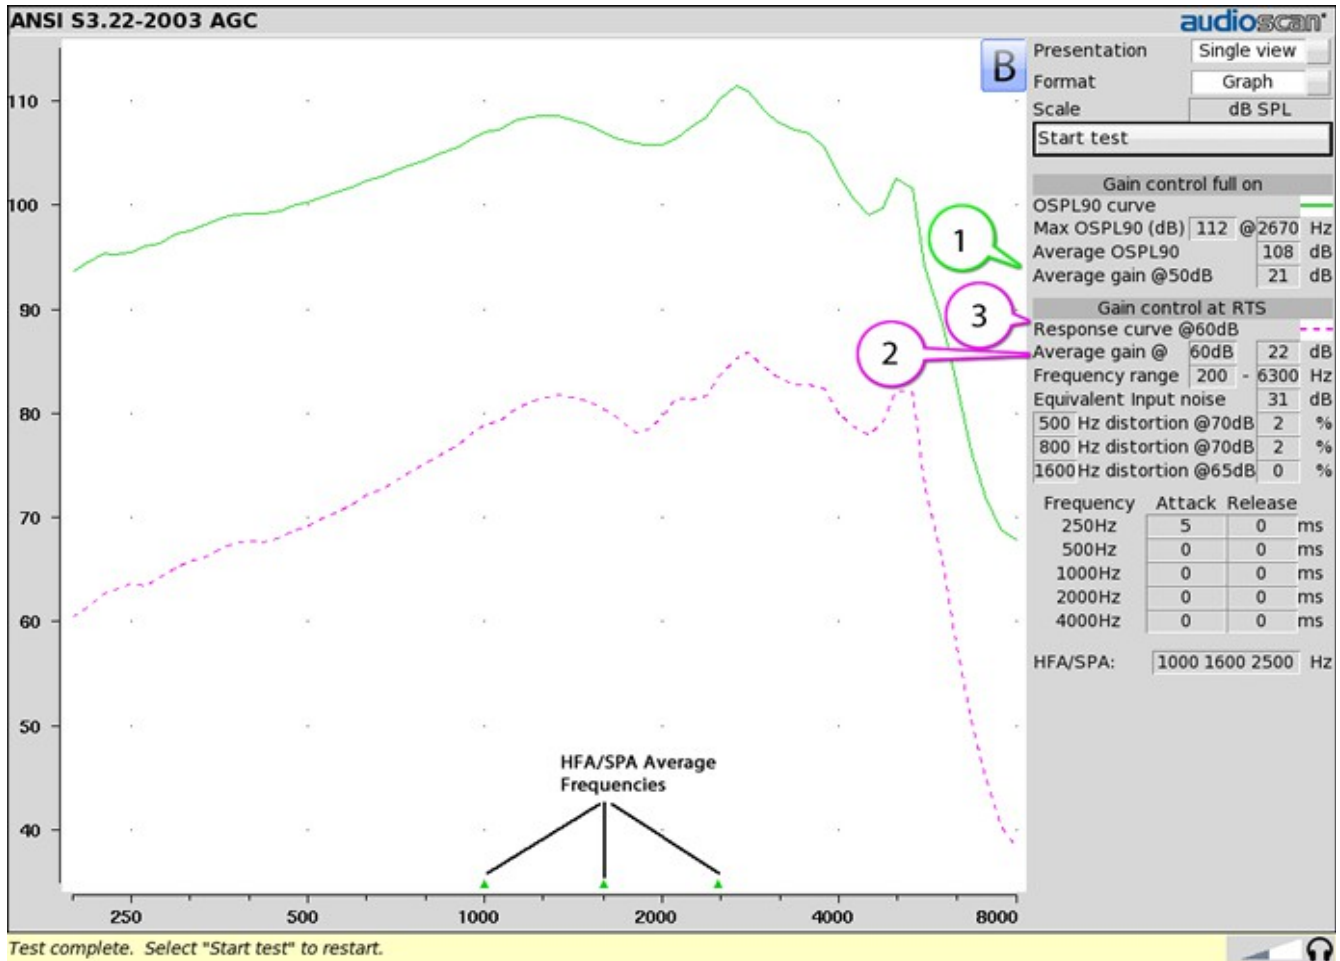 ANSI S3.22-2003 AGC
audioscan
B
Presentation Single view
Format Graph
Scale dB SPL
Start test
Gain control full on
OSPL90 curve
Max OSPL90 (dB) 112 @ 2670 Hz
Average OSPL90 108 dB
Average gain @50dB 21 dB
Gain control at RTS
Response curve @60dB
Average gain @ 60dB 22 dB
Frequency range 200 - 6300 Hz
Equivalent Input noise 31 dB
500 Hz distortion @70dB 2 %
800 Hz distortion @70dB 2 %
1600 Hz distortion @65dB 0 %
Frequency Attack Release
250Hz 5 0 ms
500Hz 0 0 ms
1000Hz 0 0 ms
2000Hz 0 0 ms
4000Hz 0 0 ms
HFA/SPA: 1000 1600 2500 Hz
1
3
2
110
100
90
80
70
60
50
40
HFA/SPA Average
Frequencies
250 500 1000 2000 4000 8000
Test complete. Select "Start test" to restart.